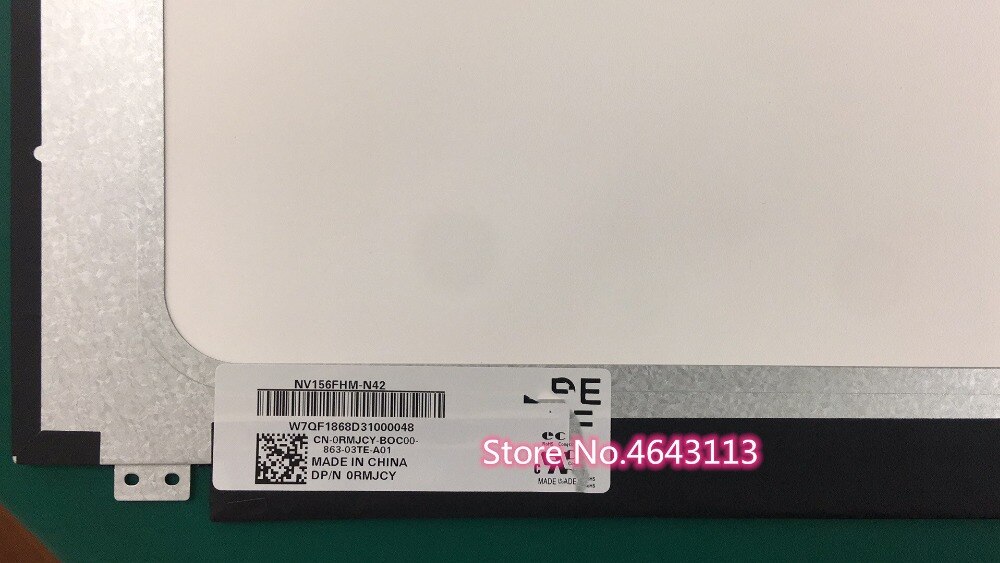 NV156FHM-N42
W7QF1868D31000048
CN-0RMJCY-BOC00-
863-03TE-A01
MADE IN CHINA
DP/N 0RMJCY
Store No.4643113